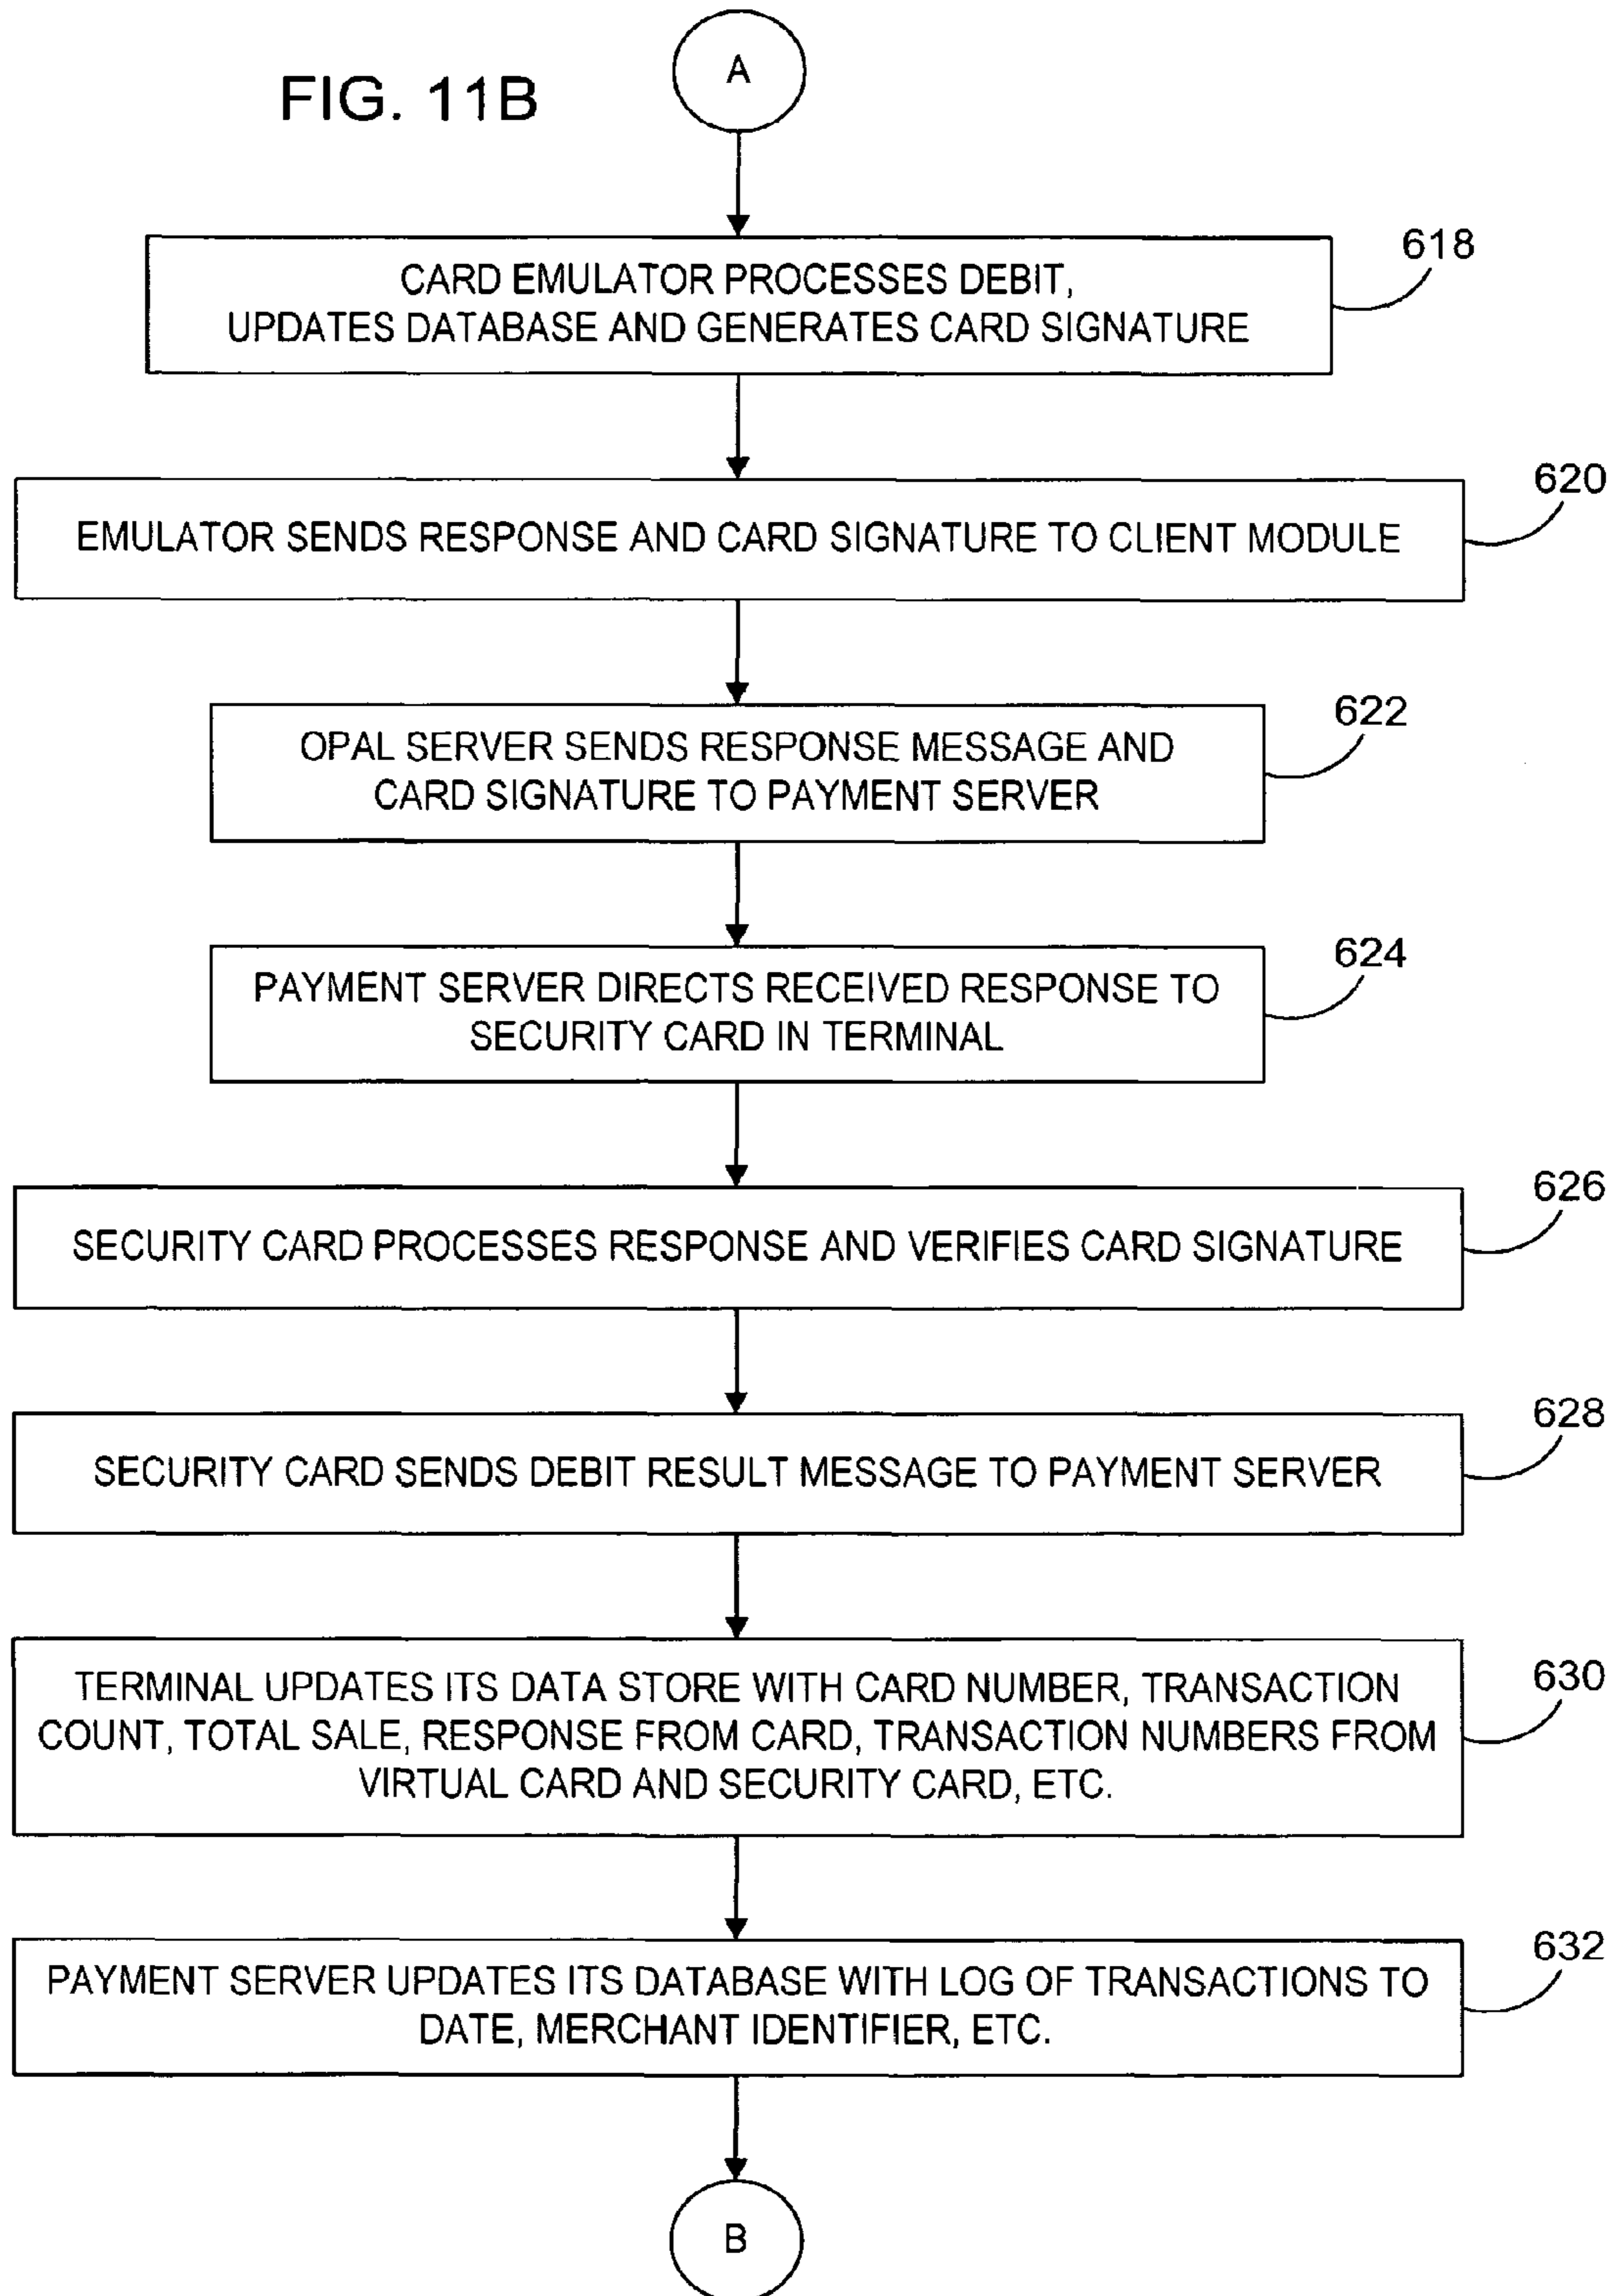 FIG. 11B
A
618
CARD EMULATOR PROCESSES DEBIT,
UPDATES DATABASE AND GENERATES CARD SIGNATURE
620
EMULATOR SENDS RESPONSE AND CARD SIGNATURE TO CLIENT MODULE
622
OPAL SERVER SENDS RESPONSE MESSAGE AND
CARD SIGNATURE TO PAYMENT SERVER
624
PAYMENT SERVER DIRECTS RECEIVED RESPONSE TO
SECURITY CARD IN TERMINAL
626
SECURITY CARD PROCESSES RESPONSE AND VERIFIES CARD SIGNATURE
628
SECURITY CARD SENDS DEBIT RESULT MESSAGE TO PAYMENT SERVER
630
TERMINAL UPDATES ITS DATA STORE WITH CARD NUMBER, TRANSACTION
COUNT, TOTAL SALE, RESPONSE FROM CARD, TRANSACTION NUMBERS FROM
VIRTUAL CARD AND SECURITY CARD, ETC.
632
PAYMENT SERVER UPDATES ITS DATABASE WITH LOG OF TRANSACTIONS TO
DATE, MERCHANT IDENTIFIER, ETC.
B